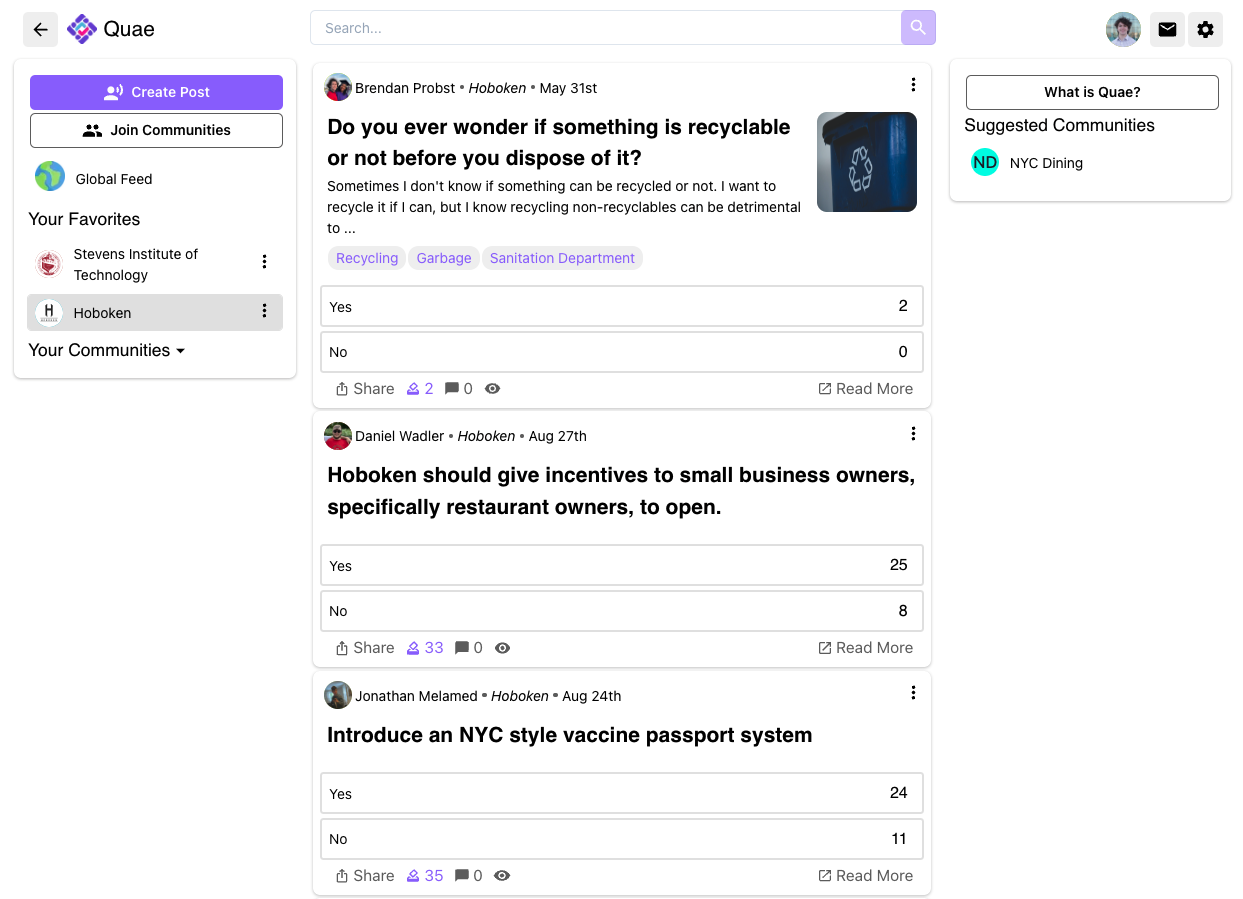 Quae
Search...
Create Post
Join Communities
Global Feed
Your Favorites
Stevens Institute of
Technology
H
Hoboken
Your Communities
Brendan Probst • Hoboken • May 31st
Do you ever wonder if something is recyclable
or not before you dispose of it?
Sometimes I don't know if something can be recycled or not. I want to
recycle it if I can, but I know recycling non-recyclables can be detrimental
to ...
Recycling Garbage Sanitation Department
Yes 2
No 0
Share 2 0 Read More
Daniel Wadler • Hoboken • Aug 27th
Hoboken should give incentives to small business owners,
specifically restaurant owners, to open.
Yes 25
No 8
Share 33 0 Read More
Jonathan Melamed • Hoboken • Aug 24th
Introduce an NYC style vaccine passport system
Yes 24
No 11
Share 35 0 Read More
What is Quae?
Suggested Communities
ND NYC Dining